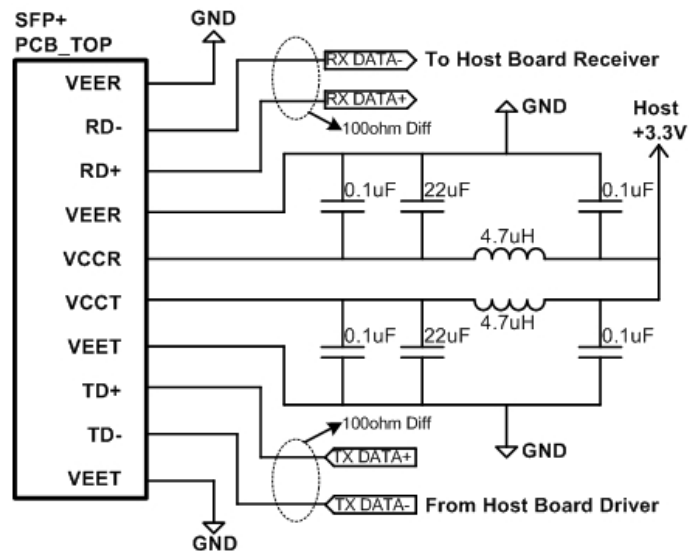 SFP+
PCB_TOP
GND
VEER
RX DATA-
To Host Board Receiver
RD-
RX DATA+
100ohm Diff
GND
Host
+3.3V
RD+
VEER
0.1uF
22uF
0.1uF
4.7uH
VCCR
VCCT
4.7uH
VEET
0.1uF
22uF
0.1uF
TD+
100ohm Diff
TD-
TX DATA+
GND
VEET
TX DATA-
From Host Board Driver
GND